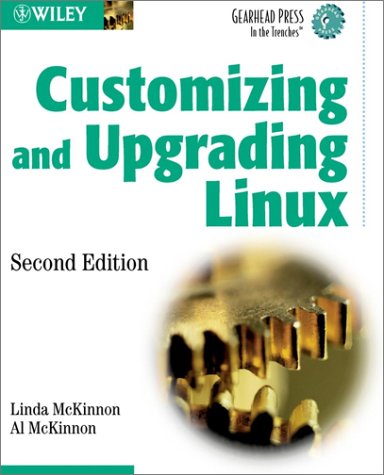 WILEY
GEARHEAD PRESS
In the Trenches™
Customizing
and Upgrading
Linux
Second Edition
Linda McKinnon
Al McKinnon